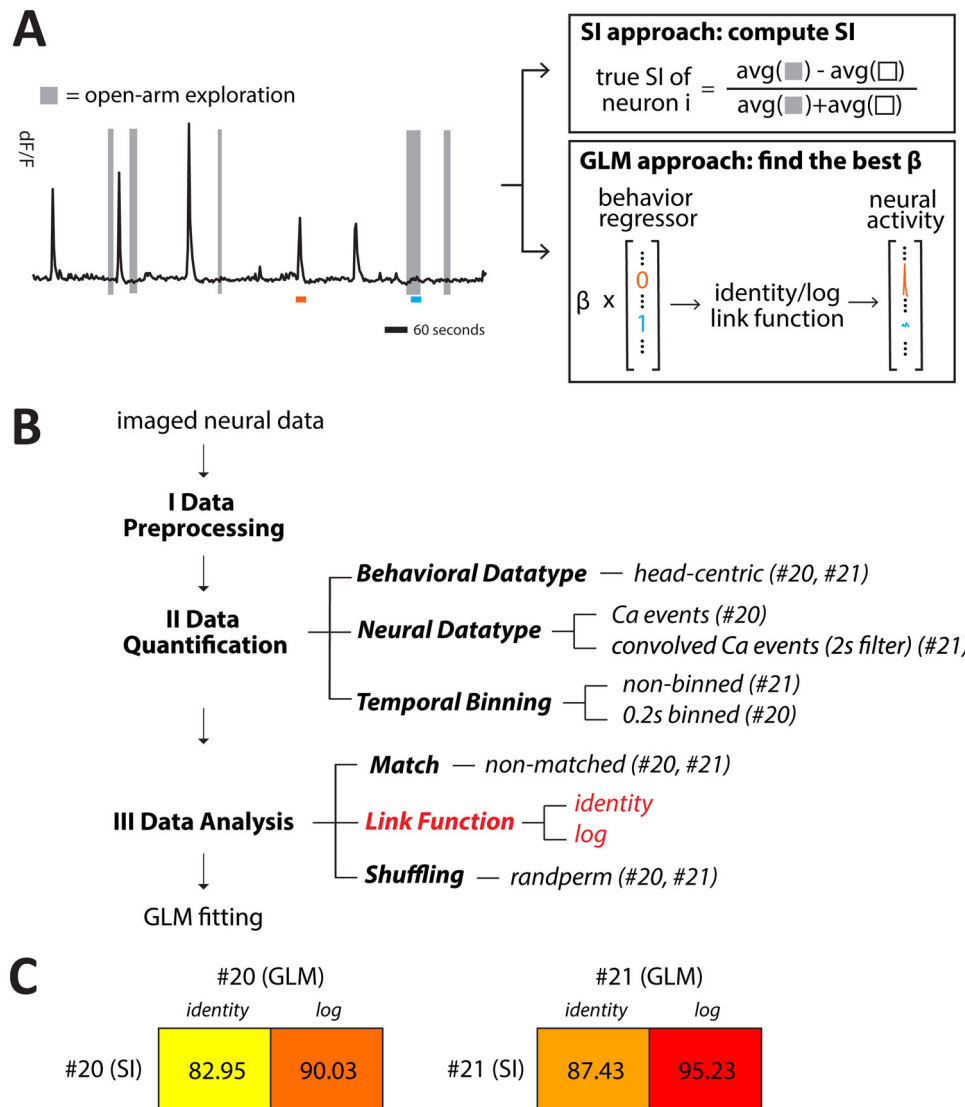 A
SI approach: compute SI
true SI of
neuron i
=
avg( ) - avg( )
avg( )+avg( )
= open-arm exploration
dF/F
60 seconds
GLM approach: find the best β
behavior
regressor
neural
activity
0
β x
1
identity/log
link function
B
imaged neural data
I Data
Preprocessing
II Data
Quantification
Behavioral Datatype
head-centric (#20, #21)
Neural Datatype
Ca events (#20)
convolved Ca events (2s filter) (#21)
Temporal Binning
non-binned (#21)
0.2s binned (#20)
III Data Analysis
Match
non-matched (#20, #21)
Link Function
identity
log
Shuffling
randperm (#20, #21)
GLM fitting
C
#20 (GLM)
identity log
#20 (SI) 82.95 90.03
#21 (GLM)
identity log
#21 (SI) 87.43 95.23